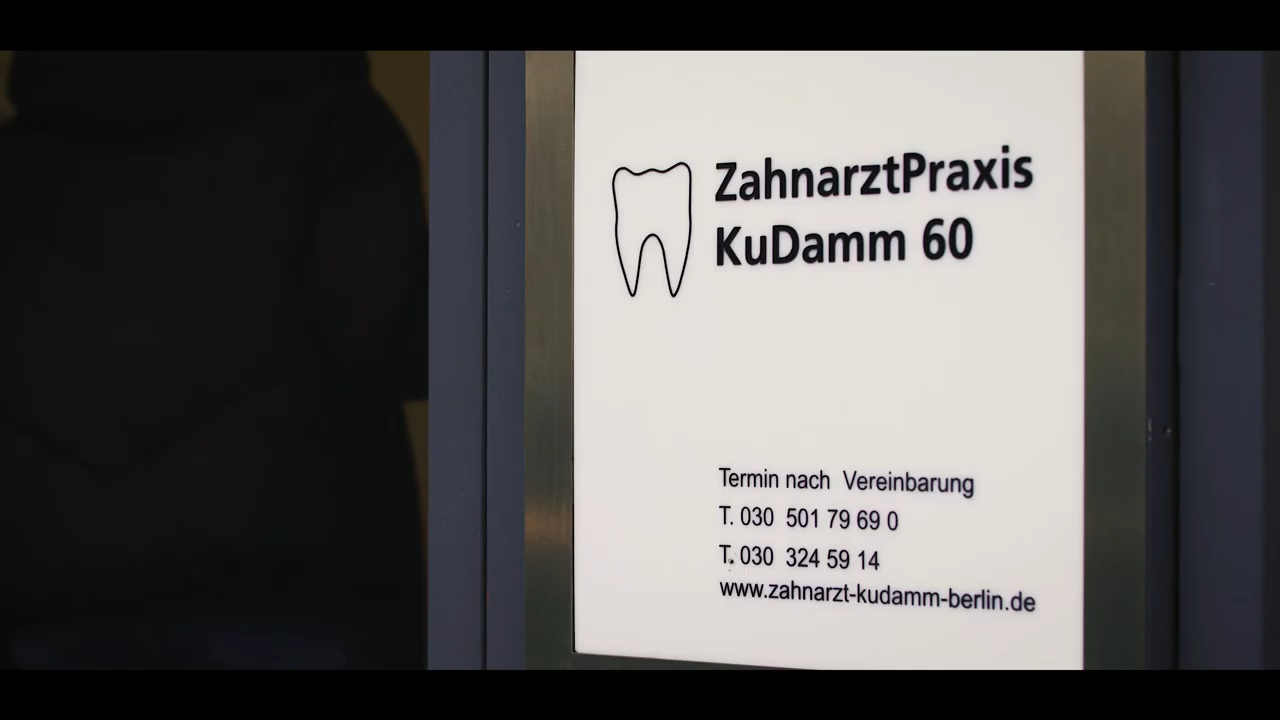 ZahnarztPraxis
KuDamm 60
Termin nach Vereinbarung
T. 030 501 79 69 0
T. 030 324 59 14
www.zahnarzt-kudamm-berlin.de